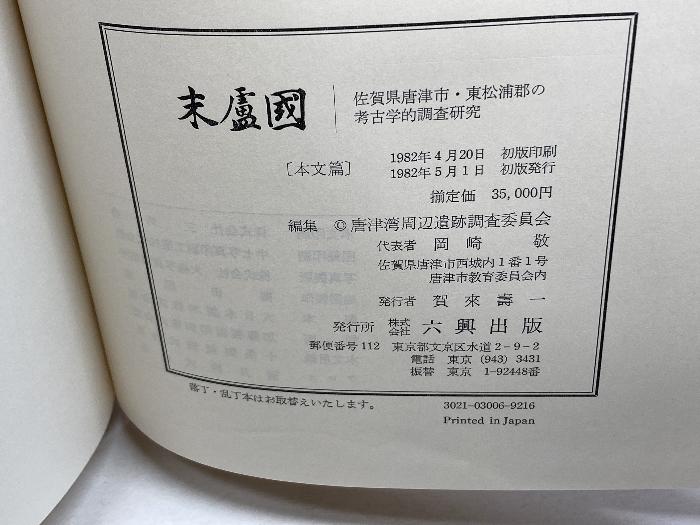 末盧國
佐賀県唐津市・東松浦郡の
考古学的調査研究
〔本文篇〕
1982年4月20日 初版印刷
1982年5月1日 初版発行
揃定価 35,000円
編集 ©唐津湾周辺遺跡調査委員会
代表者 岡崎 敬
佐賀県唐津市西城内1番1号
唐津市教育委員会内
発行者 賀來壽一
発行所 株式会社 六興出版
郵便番号112 東京都文京区水道2-9-2
電話 東京 (943) 3431
振替 東京 1-92448番
落丁・乱丁本はお取替えいたします。
3021-03006-9216
Printed in Japan